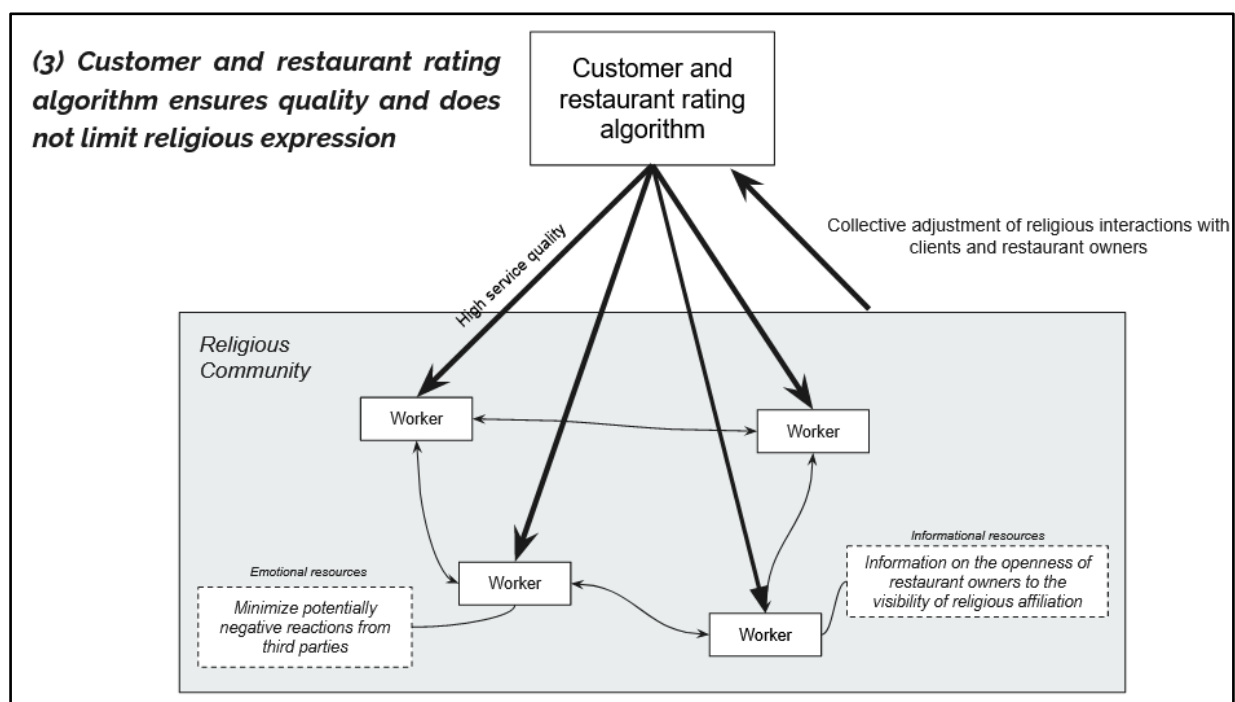 (3) Customer and restaurant rating
algorithm ensures quality and does
not limit religious expression
Customer and
restaurant rating
algorithm
High service quality
Collective adjustment of religious interactions with
clients and restaurant owners
Religious
Community
Worker
Worker
Worker
Worker
Emotional resources
Minimize potentially
negative reactions from
third parties
Informational resources
Information on the openness of
restaurant owners to the
visibility of religious affiliation